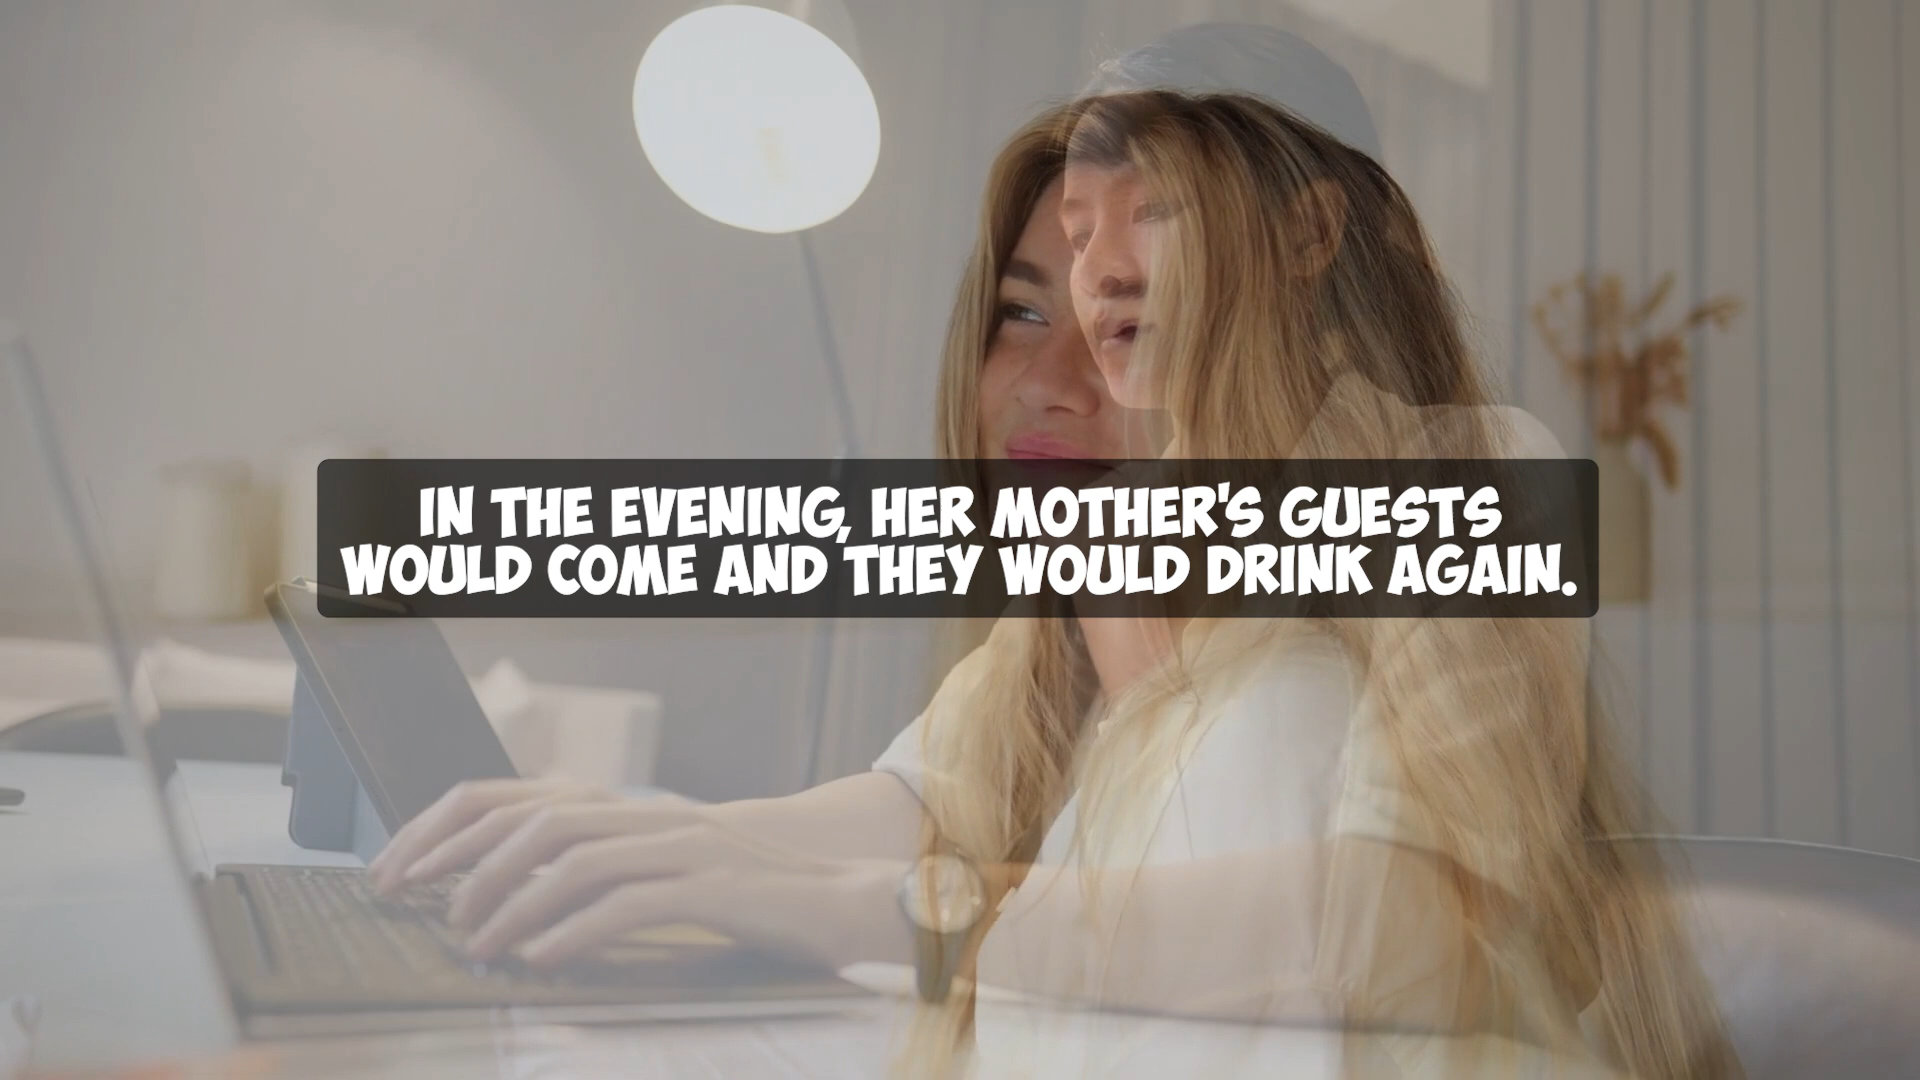 IN THE EVENING, HER MOTHER'S GUESTS
WOULD COME AND THEY WOULD DRINK AGAIN.